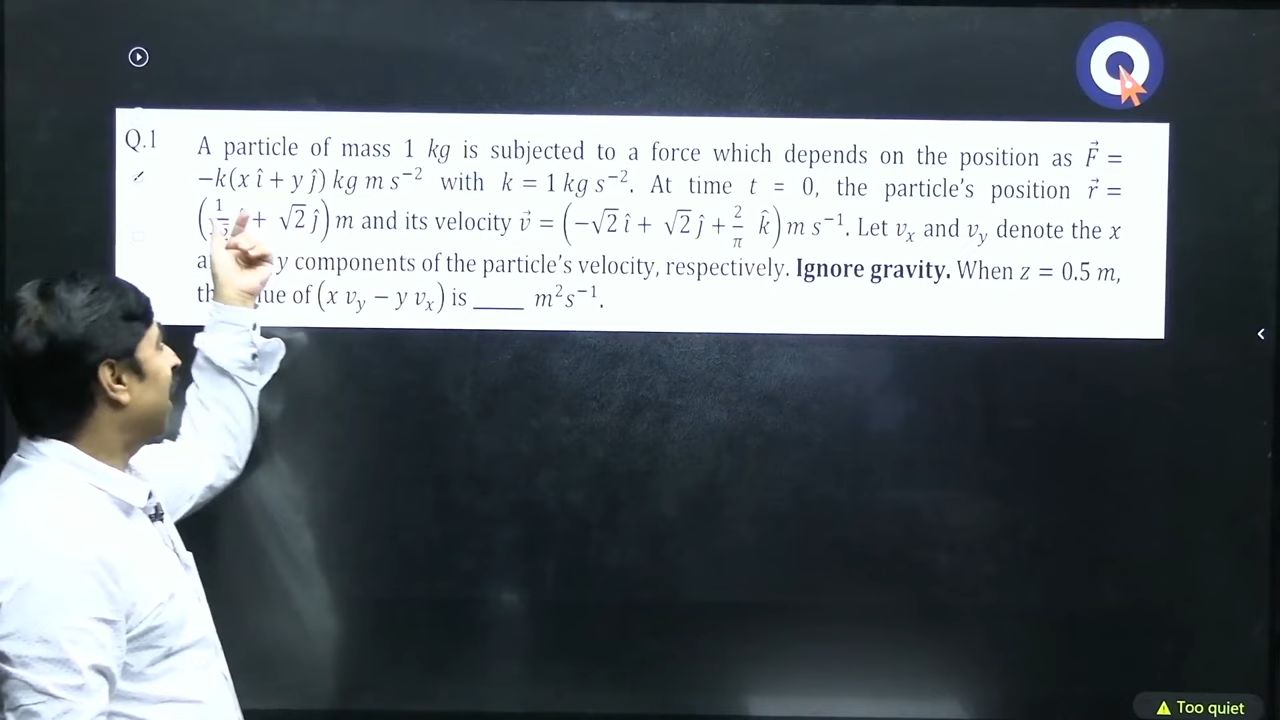 Q.1 A particle of mass 1 kg is subjected to a force which depends on the position as F⃗ =
−k(x î + y ĵ) kg m s⁻² with k = 1 kg s⁻². At time t = 0, the particle's position r⃗ =
+ √2 ĵ) m and its velocity v⃗ = (−√2 î + √2 ĵ + 2/π k̂) m s⁻¹. Let vₓ and v_y denote the x
y components of the particle's velocity, respectively. Ignore gravity. When z = 0.5 m,
of (x v_y − y vₓ) is ____ m²s⁻¹.
Too quiet